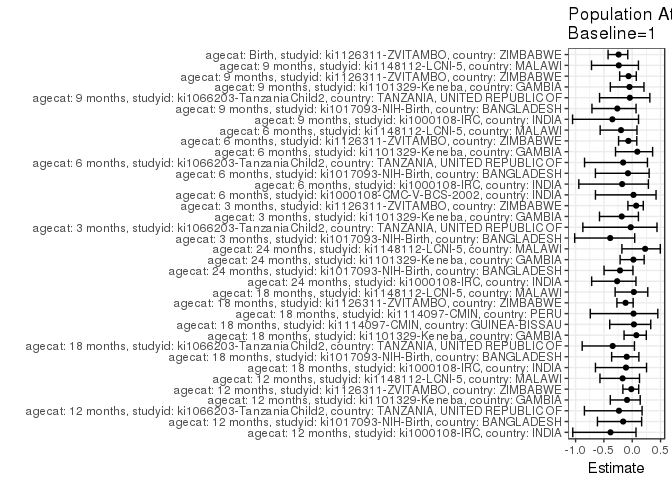 Population At
Baseline=1
agecat: Birth, studyid: ki1126311-ZVITAMBO, country: ZIMBABWE
agecat: 9 months, studyid: ki1148112-LCNI-5, country: MALAWI
agecat: 9 months, studyid: ki1126311-ZVITAMBO, country: ZIMBABWE
agecat: 9 months, studyid: ki1101329-Keneba, country: GAMBIA
agecat: 9 months, studyid: ki1066203-TanzaniaChild2, country: TANZANIA, UNITED REPUBLIC OF
agecat: 9 months, studyid: ki1017093-NIH-Birth, country: BANGLADESH
agecat: 9 months, studyid: ki1000108-IRC, country: INDIA
agecat: 6 months, studyid: ki1148112-LCNI-5, country: MALAWI
agecat: 6 months, studyid: ki1126311-ZVITAMBO, country: ZIMBABWE
agecat: 6 months, studyid: ki1101329-Keneba, country: GAMBIA
agecat: 6 months, studyid: ki1066203-TanzaniaChild2, country: TANZANIA, UNITED REPUBLIC OF
agecat: 6 months, studyid: ki1017093-NIH-Birth, country: BANGLADESH
agecat: 6 months, studyid: ki1000108-IRC, country: INDIA
agecat: 6 months, studyid: ki1000108-CMC-V-BCS-2002, country: INDIA
agecat: 3 months, studyid: ki1126311-ZVITAMBO, country: ZIMBABWE
agecat: 3 months, studyid: ki1101329-Keneba, country: GAMBIA
agecat: 3 months, studyid: ki1066203-TanzaniaChild2, country: TANZANIA, UNITED REPUBLIC OF
agecat: 3 months, studyid: ki1017093-NIH-Birth, country: BANGLADESH
agecat: 24 months, studyid: ki1148112-LCNI-5, country: MALAWI
agecat: 24 months, studyid: ki1101329-Keneba, country: GAMBIA
agecat: 24 months, studyid: ki1017093-NIH-Birth, country: BANGLADESH
agecat: 24 months, studyid: ki1000108-IRC, country: INDIA
agecat: 18 months, studyid: ki1148112-LCNI-5, country: MALAWI
agecat: 18 months, studyid: ki1126311-ZVITAMBO, country: ZIMBABWE
agecat: 18 months, studyid: ki1114097-CMIN, country: PERU
agecat: 18 months, studyid: ki1114097-CMIN, country: GUINEA-BISSAU
agecat: 18 months, studyid: ki1101329-Keneba, country: GAMBIA
agecat: 18 months, studyid: ki1066203-TanzaniaChild2, country: TANZANIA, UNITED REPUBLIC OF
agecat: 18 months, studyid: ki1017093-NIH-Birth, country: BANGLADESH
agecat: 18 months, studyid: ki1000108-IRC, country: INDIA
agecat: 12 months, studyid: ki1148112-LCNI-5, country: MALAWI
agecat: 12 months, studyid: ki1126311-ZVITAMBO, country: ZIMBABWE
agecat: 12 months, studyid: ki1101329-Keneba, country: GAMBIA
agecat: 12 months, studyid: ki1066203-TanzaniaChild2, country: TANZANIA, UNITED REPUBLIC OF
agecat: 12 months, studyid: ki1017093-NIH-Birth, country: BANGLADESH
agecat: 12 months, studyid: ki1000108-IRC, country: INDIA
-1.0 -0.5 0.0 0.5
Estimate